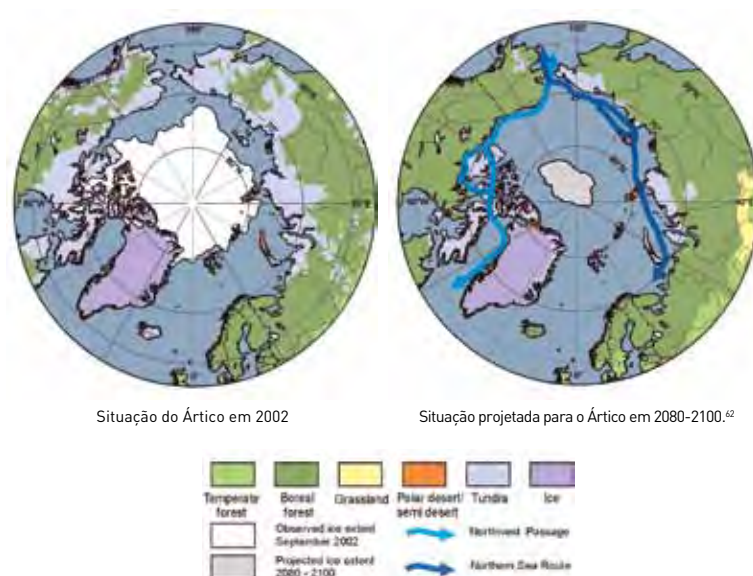 Situação do Ártico em 2002
Situação projetada para o Ártico em 2080-2100.⁶²
Temperate forest
Boreal forest
Grassland
Polar desert/ semi desert
Tundra
Ice
Observed ice extent September 2002
Northwest Passage
Projected ice extent 2080 - 2100
Northern Sea Route